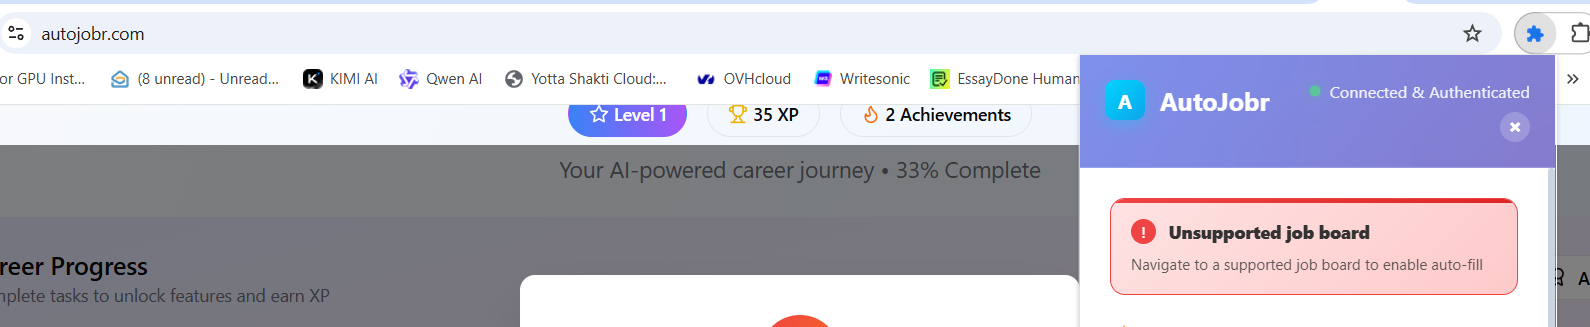 autojobr.com
or GPU Inst...
(8 unread) - Unread...
KIMI AI
Qwen AI
Yotta Shakti Cloud:...
OVHcloud
Writesonic
EssayDone Human
»
Level 1
35 XP
2 Achievements
Your AI-powered career journey • 33% Complete
reer Progress
nplete tasks to unlock features and earn XP
A
AutoJobr
Connected & Authenticated
Unsupported job board
Navigate to a supported job board to enable auto-fill
A